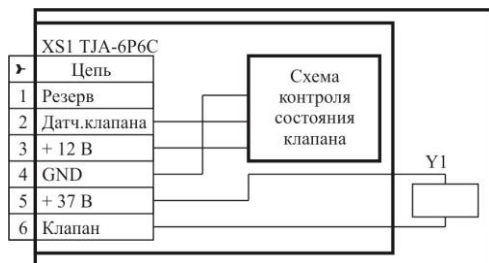 XS1 TJA-6P6C
Цепь
1 Резерв
2 Датч.клапана
3 + 12 В
4 GND
5 + 37 В
6 Клапан
Схема
контроля
состояния
клапана
Y1